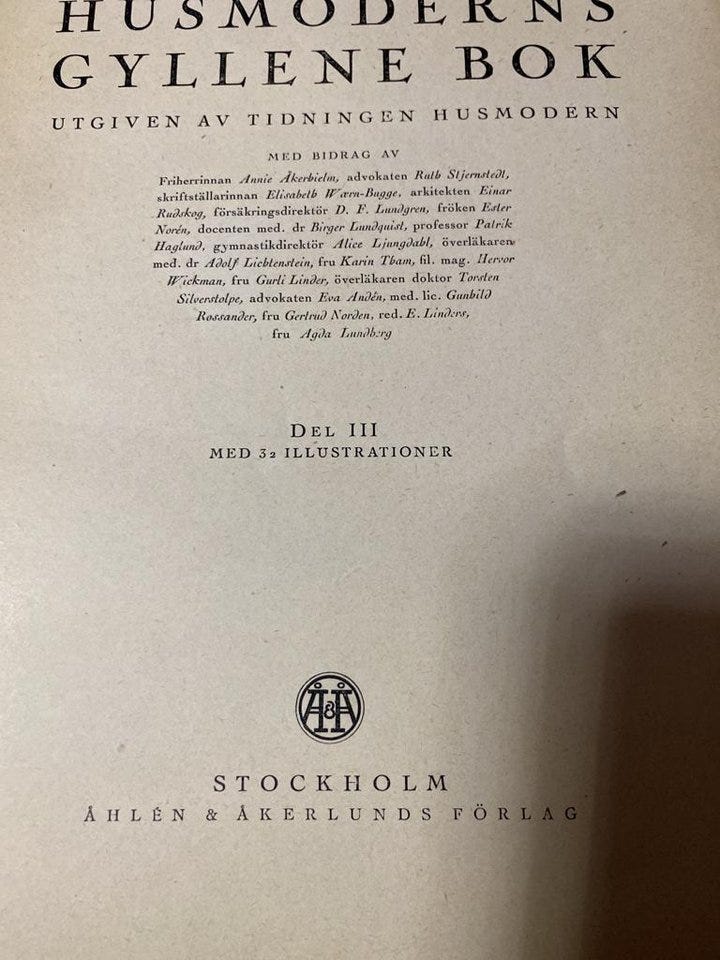 HUSMODERNS
GYLLENE BOK
UTGIVEN AV TIDNINGEN HUSMODERN
MED BIDRAG AV
Friherrinnan Annie Åkerhielm, advokaten Ruth Stjernstedt,
skriftställarinnan Elisabeth Wærn-Bugge, arkitekten Einar
Rudskog, försäkringsdirektör D. F. Lundgren, fröken Ester
Norén, docenten med. dr Birger Lundquist, professor Patrik
Haglund, gymnastikdirektör Alice Ljungdahl, överläkaren
med. dr Adolf Lichtenstein, fru Karin Tham, fil. mag. Hervor
Wickman, fru Gurli Linder, överläkaren doktor Torsten
Silverstolpe, advokaten Eva Andén, med. lic. Gunhild
Rossander, fru Gertrud Norden, red. E. Linders,
fru Agda Lundberg
DEL III
MED 32 ILLUSTRATIONER
Å&Å
STOCKHOLM
ÅHLÉN & ÅKERLUNDS FÖRLAG